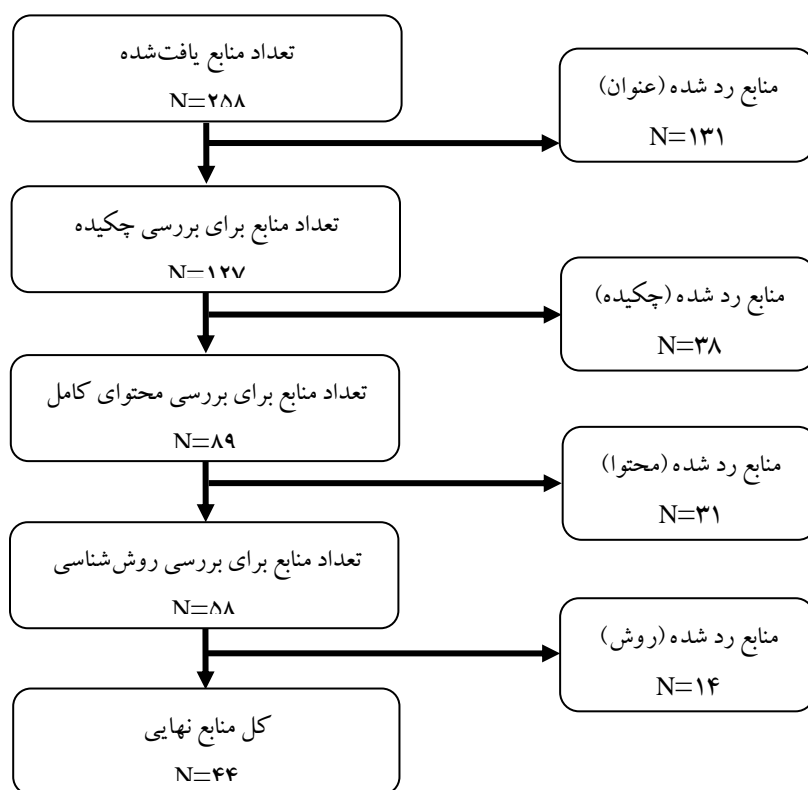 تعداد منابع یافت‌شده
N=۲۵۸
منابع رد شده (عنوان)
N=۱۳۱
تعداد منابع برای بررسی چکیده
N=۱۲۷
منابع رد شده (چکیده)
N=۳۸
تعداد منابع برای بررسی محتوای کامل
N=۸۹
منابع رد شده (محتوا)
N=۳۱
تعداد منابع برای بررسی روش‌شناسی
N=۵۸
منابع رد شده (روش)
N=۱۴
کل منابع نهایی
N=۴۴